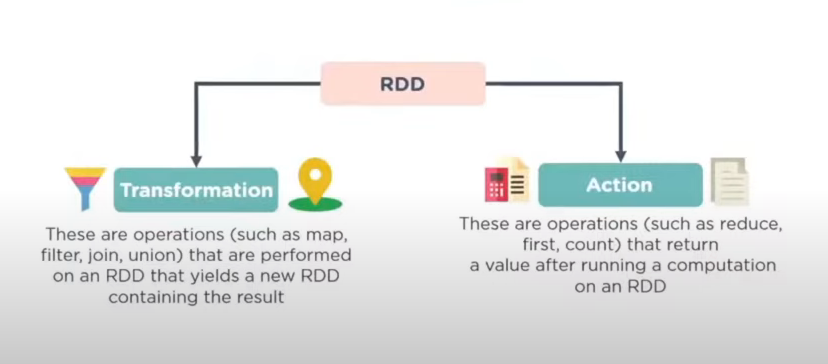 RDD
Transformation
These are operations (such as map,
filter, join, union) that are performed
on an RDD that yields a new RDD
containing the result
Action
These are operations (such as reduce,
first, count) that return
a value after running a computation
on an RDD